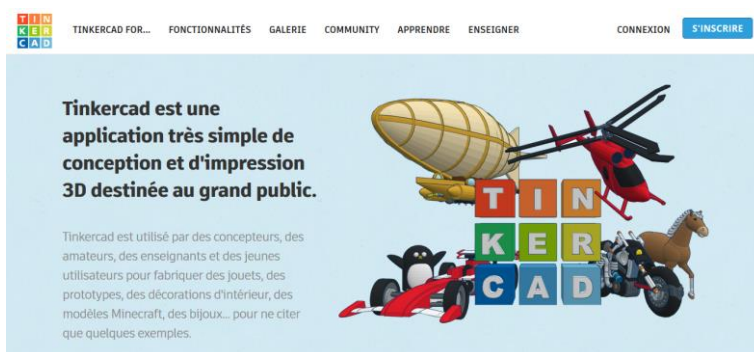 TIN
KER
CAD
TINKERCAD FOR... FONCTIONNALITÉS GALERIE COMMUNITY APPRENDRE ENSEIGNER CONNEXION S'INSCRIRE
Tinkercad est une
application très simple de
conception et d'impression
3D destinée au grand public.
Tinkercad est utilisé par des concepteurs, des
amateurs, des enseignants et des jeunes
utilisateurs pour fabriquer des jouets, des
prototypes, des décorations d'intérieur, des
modèles Minecraft, des bijoux... pour ne citer
que quelques exemples.
TIN
KER
CAD